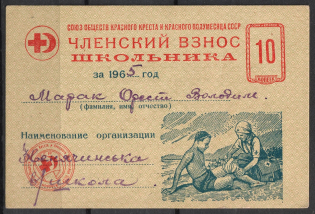 СОЮЗ ОБЩЕСТВ КРАСНОГО КРЕСТА И КРАСНОГО ПОЛУМЕСЯЦА СССР
ЧЛЕНСКИЙ ВЗНОС
ШКОЛЬНИКА
10
КОПЕЕК
за 1965 год
Марак Орест Володим.
(фамилия, имя, отчество)
Наименование организации
школа